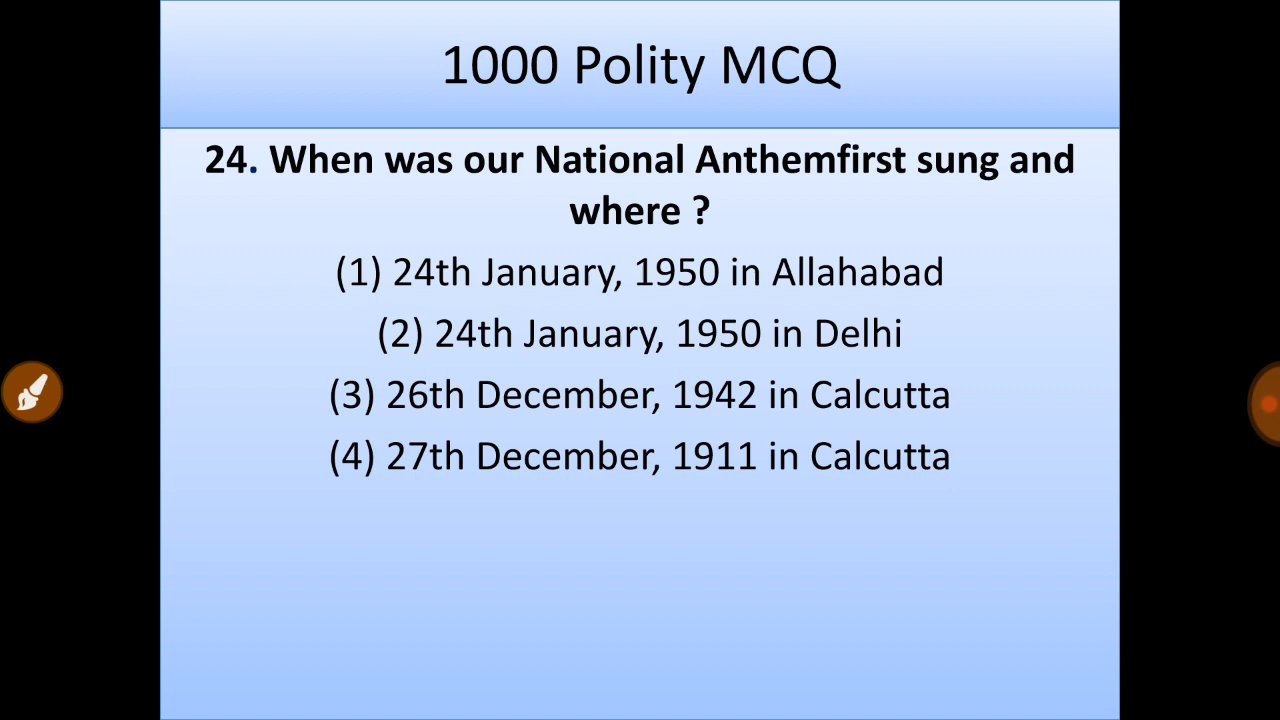 1000 Polity MCQ
24. When was our National Anthemfirst sung and
where ?
(1) 24th January, 1950 in Allahabad
(2) 24th January, 1950 in Delhi
(3) 26th December, 1942 in Calcutta
(4) 27th December, 1911 in Calcutta